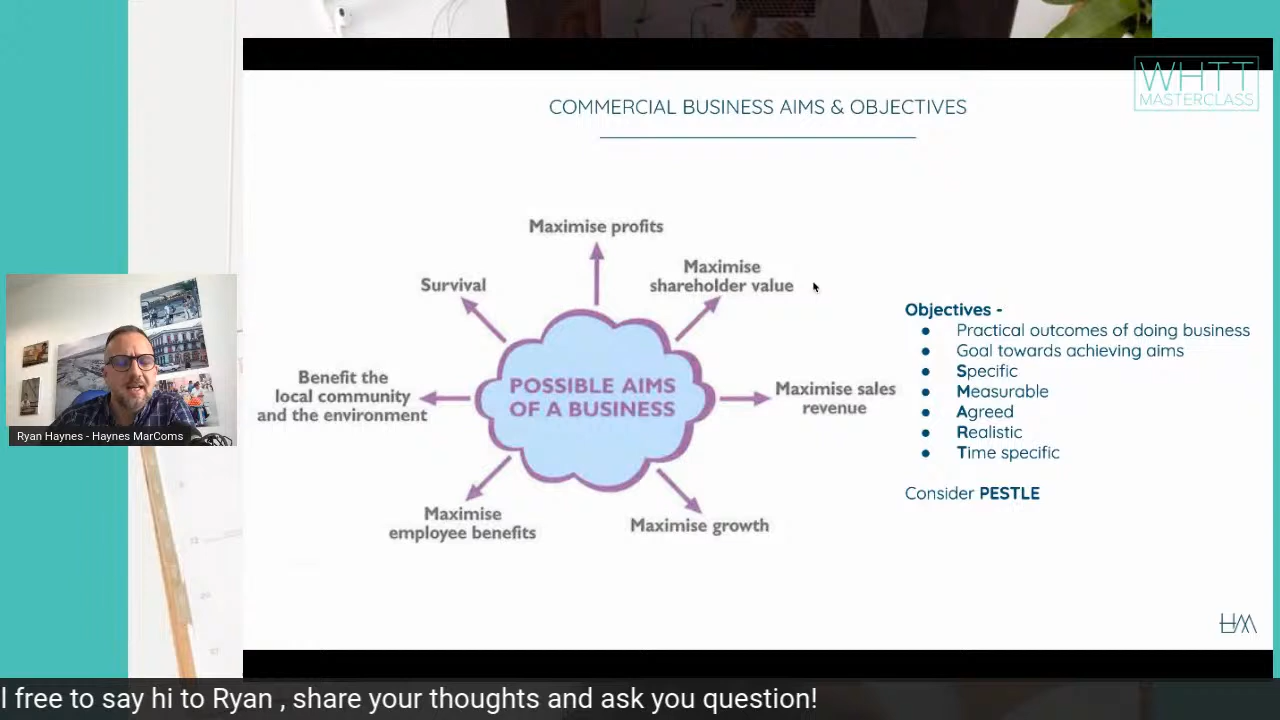 WHTT
MASTERCLASS
COMMERCIAL BUSINESS AIMS & OBJECTIVES
Maximise profits
Maximise
shareholder value
Survival
Benefit the
local community
and the environment
POSSIBLE AIMS
OF A BUSINESS
Maximise sales
revenue
Maximise
employee benefits
Maximise growth
Objectives -
● Practical outcomes of doing business
● Goal towards achieving aims
● Specific
● Measurable
● Agreed
● Realistic
● Time specific
Consider PESTLE
HM
Ryan Haynes - Haynes MarComs
l free to say hi to Ryan , share your thoughts and ask you question!